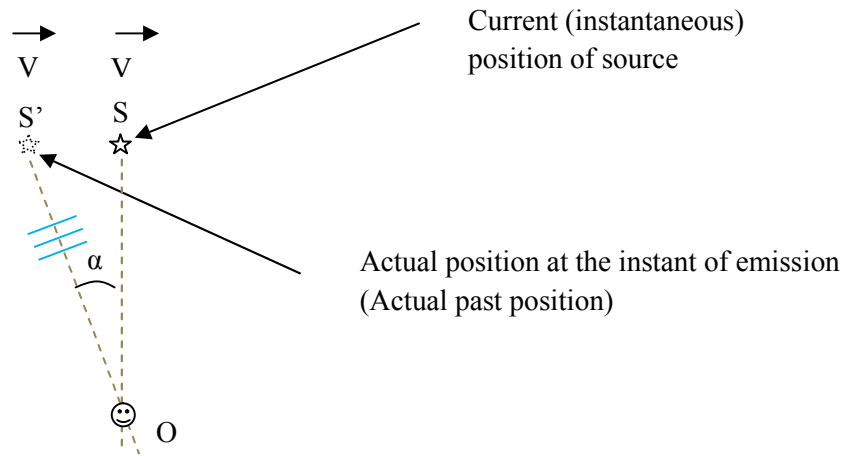 Current (instantaneous)
position of source
V V
S’ S
α
Actual position at the instant of emission
(Actual past position)
O